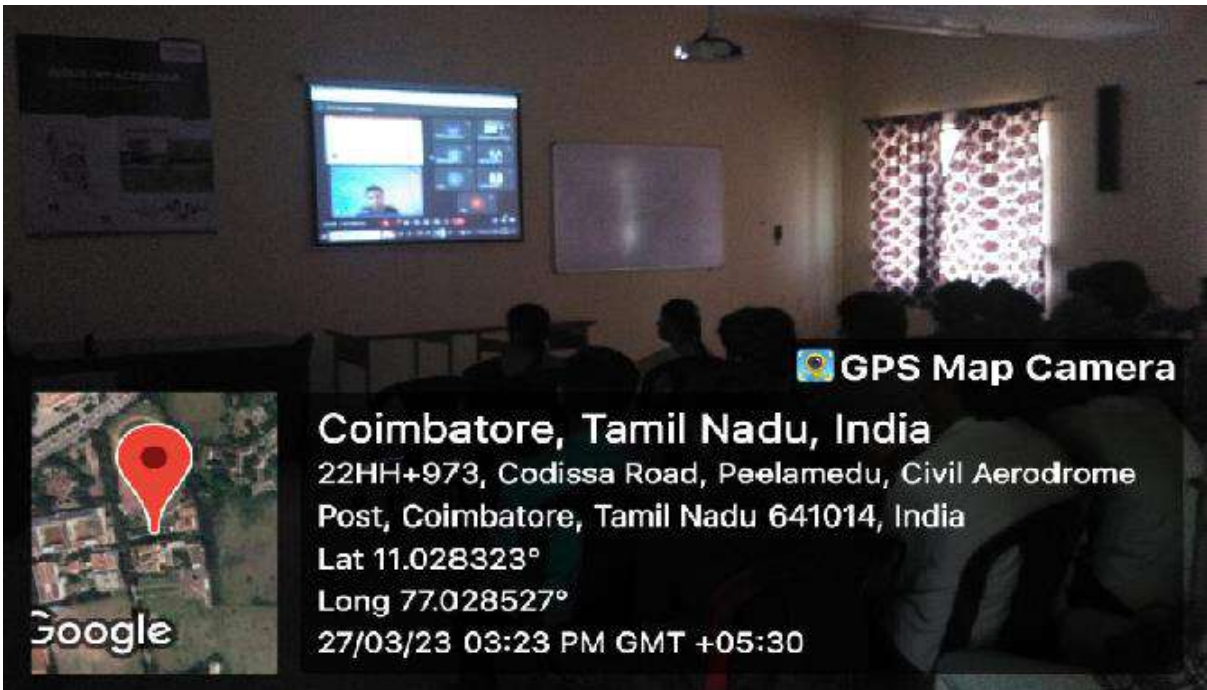 GPS Map Camera
Coimbatore, Tamil Nadu, India
22HH+973, Codissa Road, Peelamedu, Civil Aerodrome
Post, Coimbatore, Tamil Nadu 641014, India
Lat 11.028323°
Long 77.028527°
27/03/23 03:23 PM GMT +05:30
Google